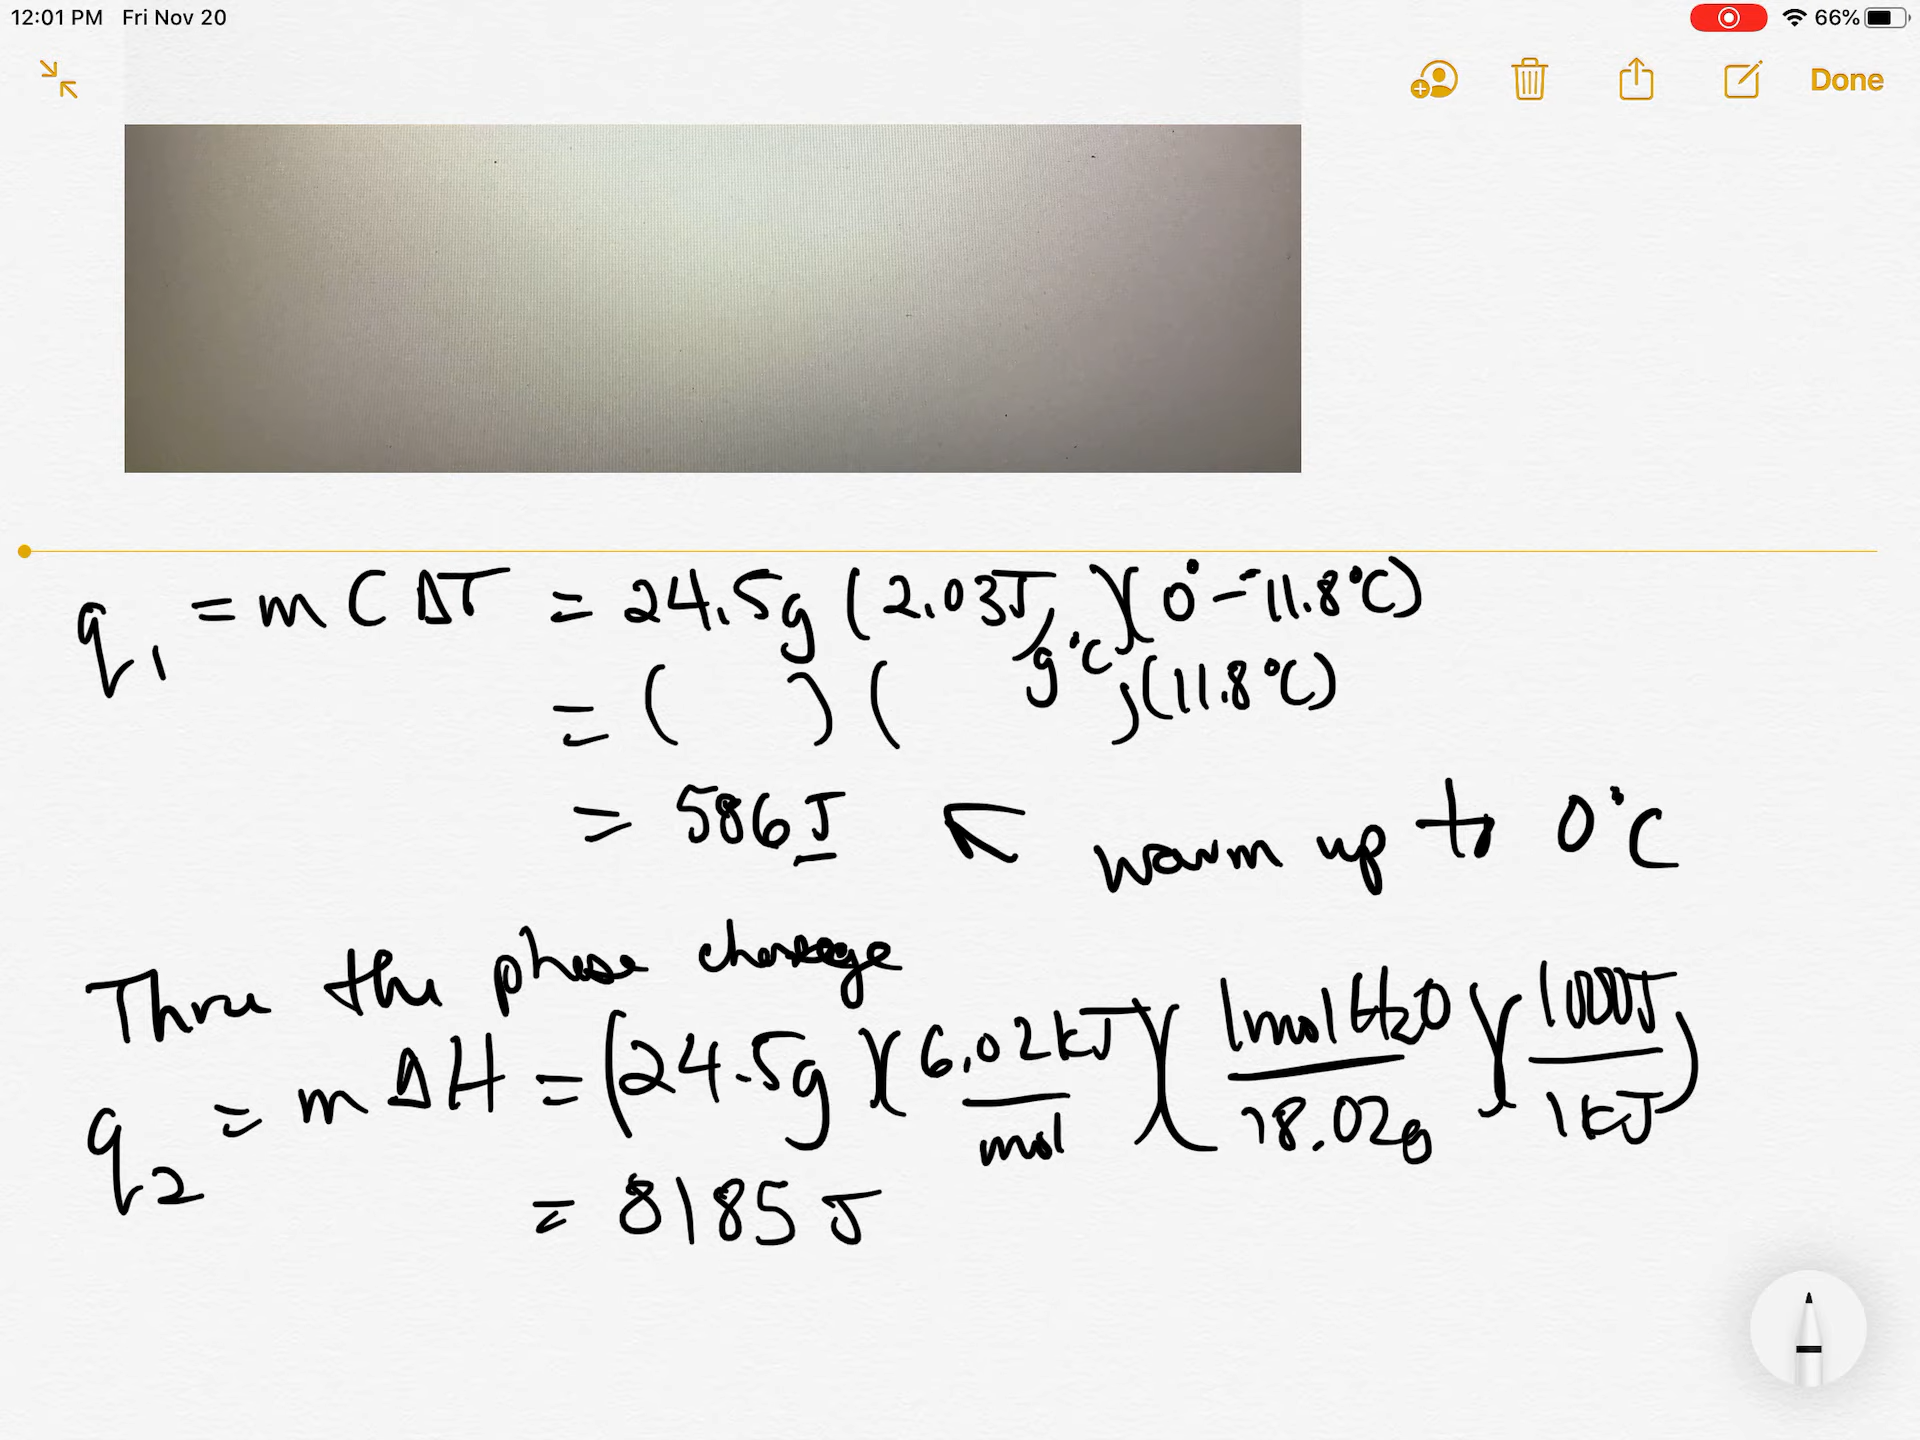 12:01 PM Fri Nov 20 66%
Done
q₁ = m C ΔT = 24.5g (2.03J/g°C)(0° - -11.8°C)
= ( ) ( )(11.8°C)
= 586 J ← warm up to 0°C
Thru the phase change
q₂ = m ΔH = (24.5g)(6.02kJ/mol)(1mol H₂O/18.02g)(1000J/1kJ)
= 8185 J